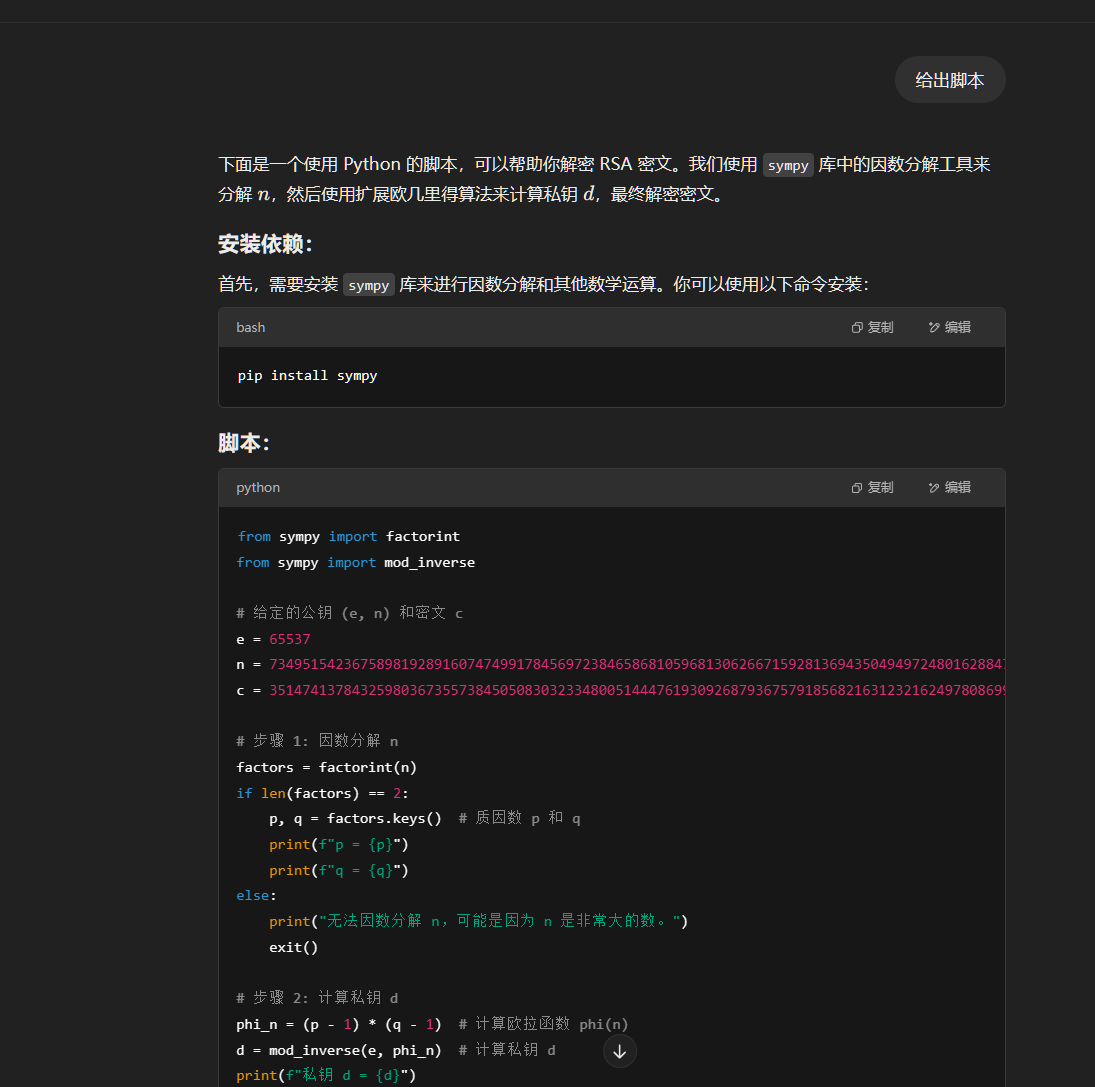 给出脚本
下面是一个使用 Python 的脚本，可以帮助你解密 RSA 密文。我们使用 sympy 库中的因数分解工具来
分解 n，然后使用扩展欧几里得算法来计算私钥 d，最终解密密文。
安装依赖：
首先，需要安装 sympy 库来进行因数分解和其他数学运算。你可以使用以下命令安装：
bash 复制 编辑
pip install sympy
脚本：
python 复制 编辑
from sympy import factorint
from sympy import mod_inverse
# 给定的公钥 (e, n) 和密文 c
e = 65537
n = 734951542367589819289160747499178456972384658681059681306266715928136943504949724801628847
c = 3514741378432598036735573845050830323348005144476193092687936757918568216312321624978086995
# 步骤 1: 因数分解 n
factors = factorint(n)
if len(factors) == 2:
    p, q = factors.keys()  # 质因数 p 和 q
    print(f"p = {p}")
    print(f"q = {q}")
else:
    print("无法因数分解 n，可能是因为 n 是非常大的数。")
    exit()
# 步骤 2: 计算私钥 d
phi_n = (p - 1) * (q - 1)  # 计算欧拉函数 phi(n)
d = mod_inverse(e, phi_n)  # 计算私钥 d
print(f"私钥 d = {d}")